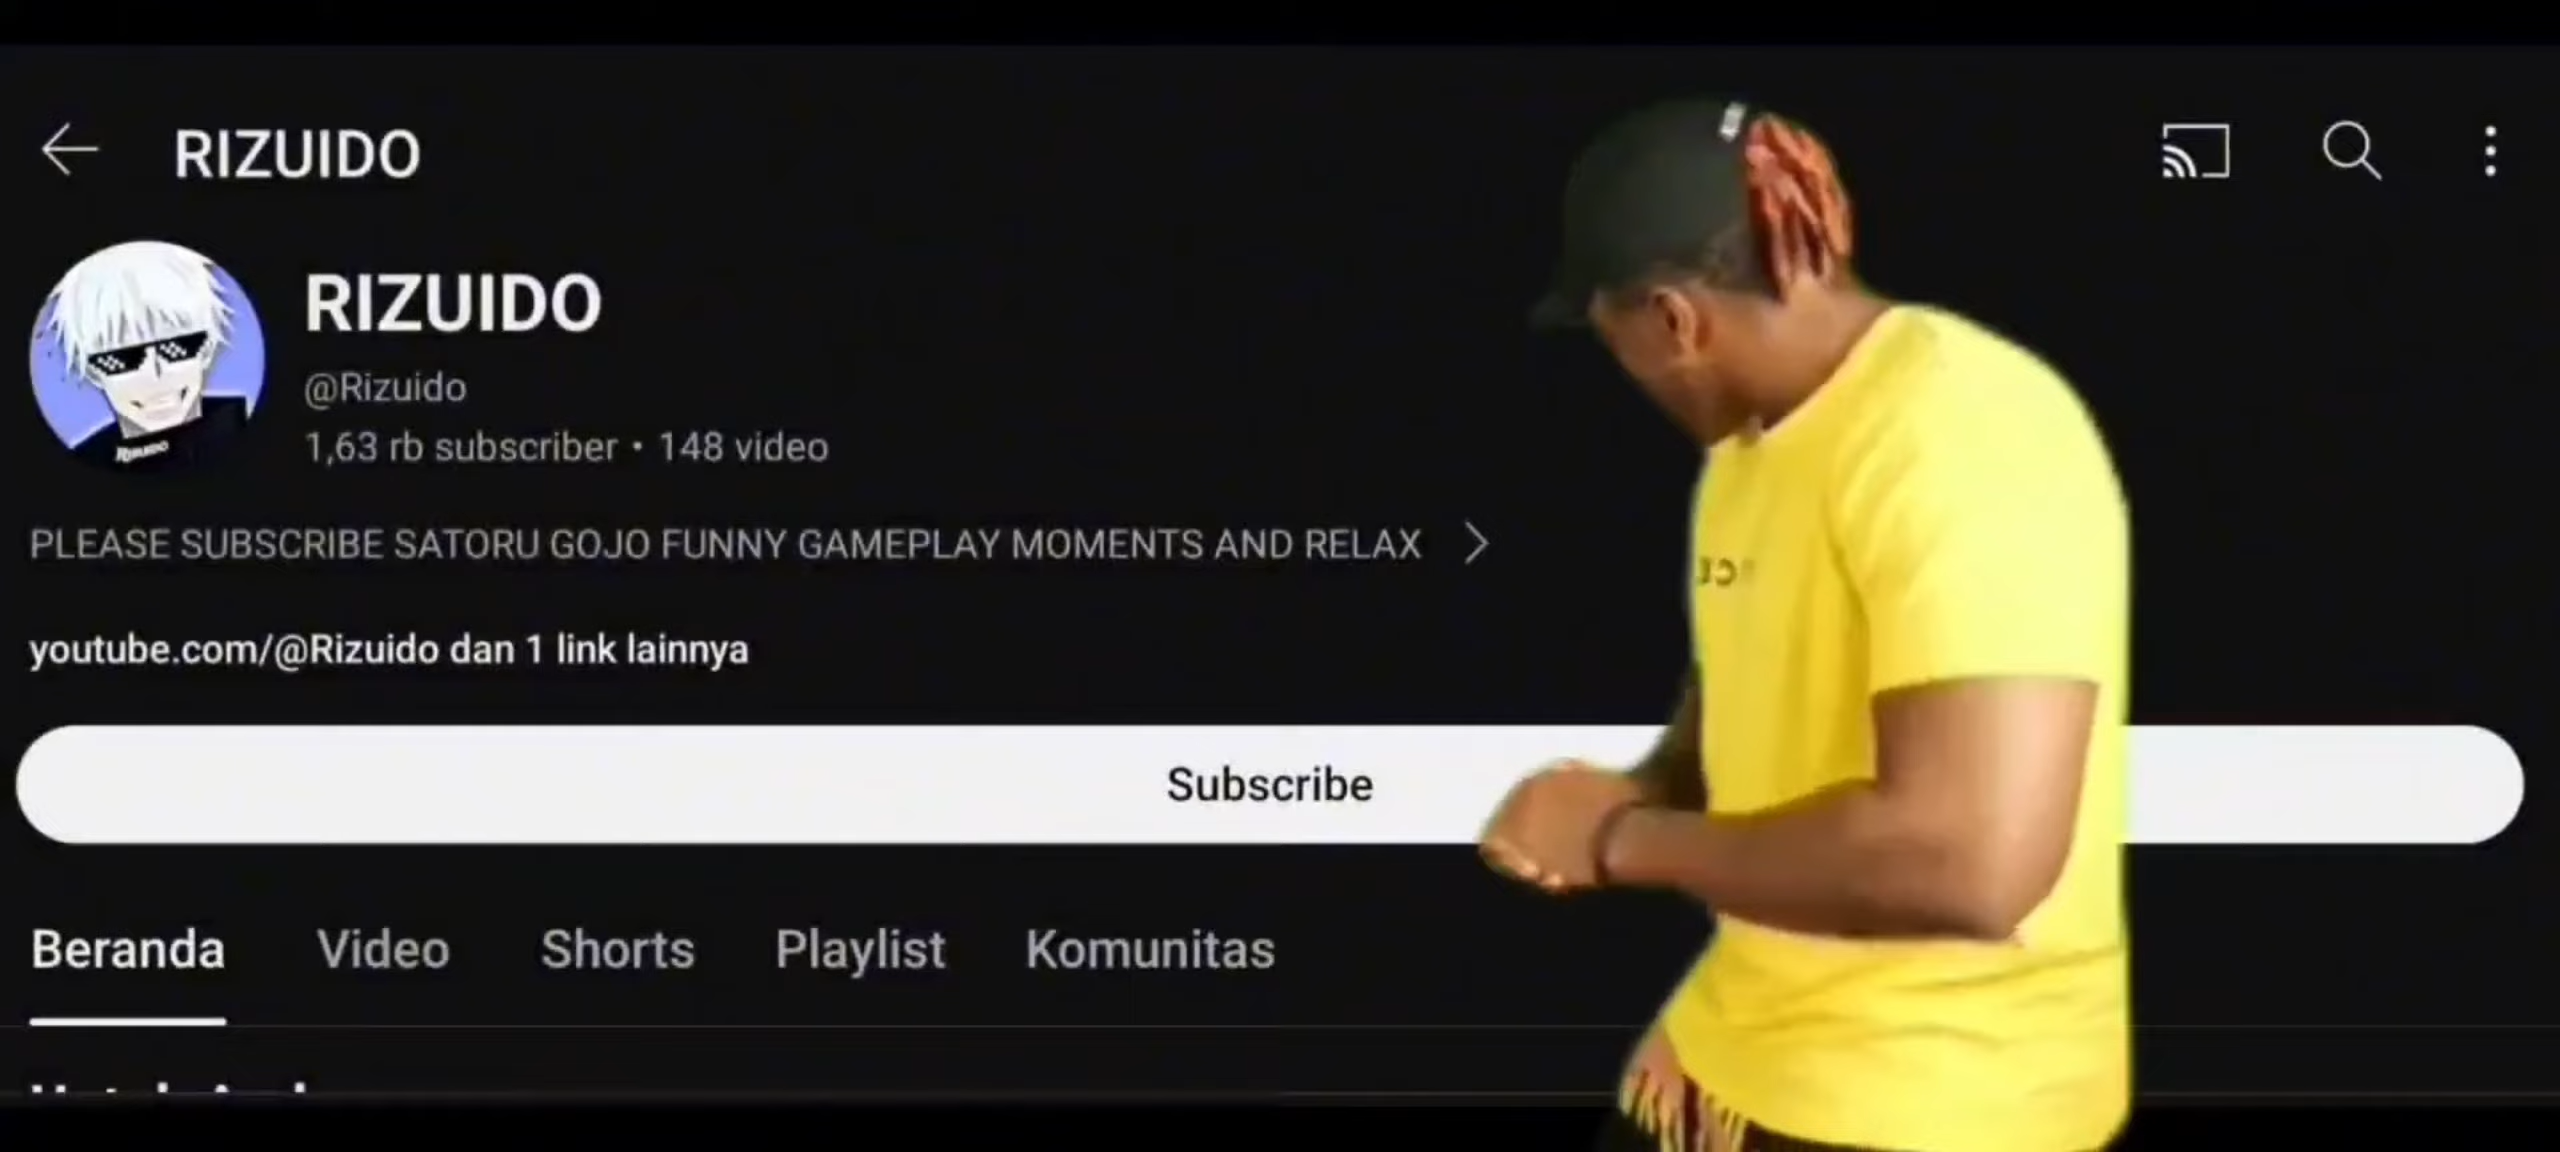 RIZUIDO
RIZUIDO
@Rizuido
1,63 rb subscriber • 148 video
PLEASE SUBSCRIBE SATORU GOJO FUNNY GAMEPLAY MOMENTS AND RELAX
youtube.com/@Rizuido dan 1 link lainnya
Subscribe
Beranda Video Shorts Playlist Komunitas